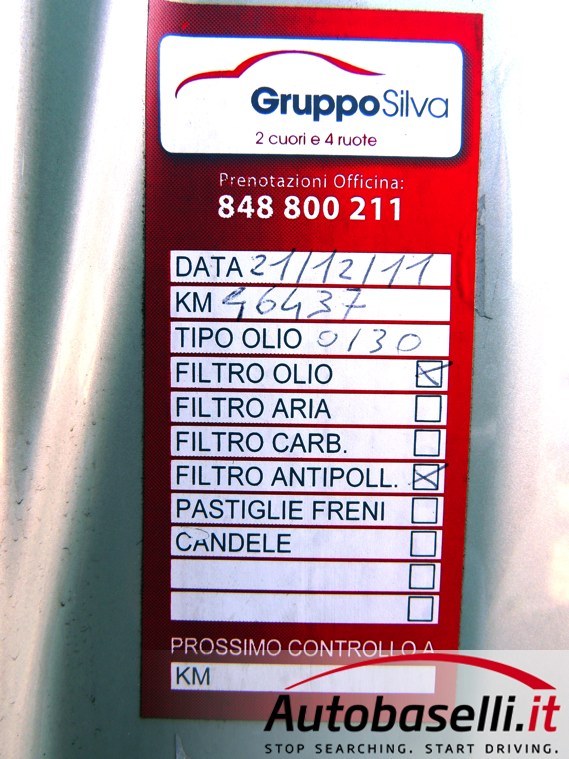 GruppoSilva
2 cuori e 4 ruote
Prenotazioni Officina:
848 800 211
DATA 21/12/11
KM 46437
TIPO OLIO 0/30
FILTRO OLIO
FILTRO ARIA
FILTRO CARB.
FILTRO ANTIPOLL.
PASTIGLIE FRENI
CANDELE
PROSSIMO CONTROLLO A
KM
Autobaselli.it
STOP SEARCHING. START DRIVING.